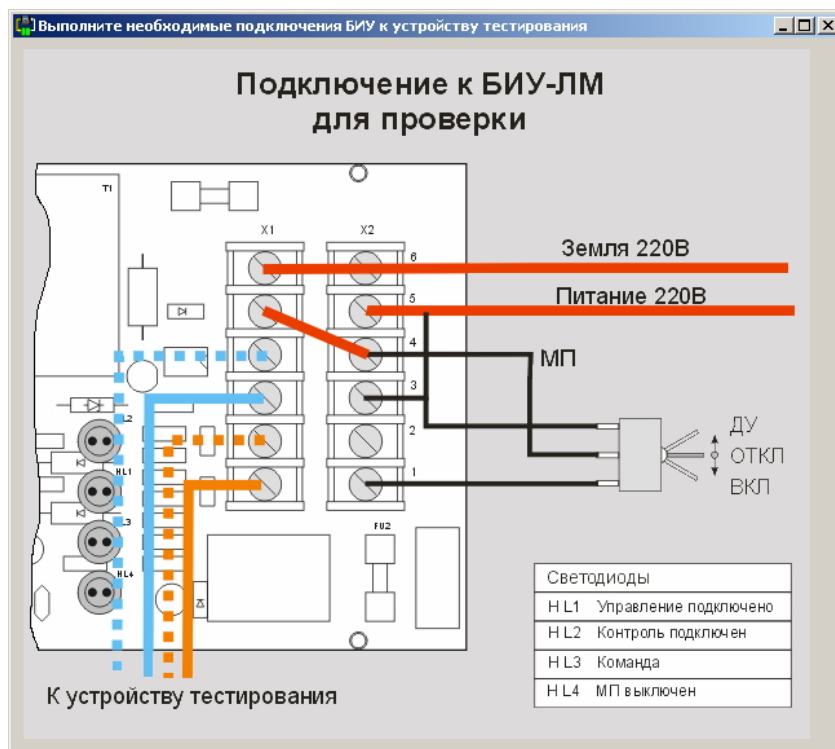 Выполните необходимые подключения БИУ к устройству тестирования
Подключение к БИУ-ЛМ
для проверки
T1
X1
X2
6
Земля 220В
5
Питание 220В
4
МП
3
L2
2
ДУ
ОТКЛ
HL1
1
ВКЛ
L3
FU2
HL4
Светодиоды
H L1 Управление подключено
H L2 Контроль подключен
H L3 Команда
H L4 МП выключен
К устройству тестирования